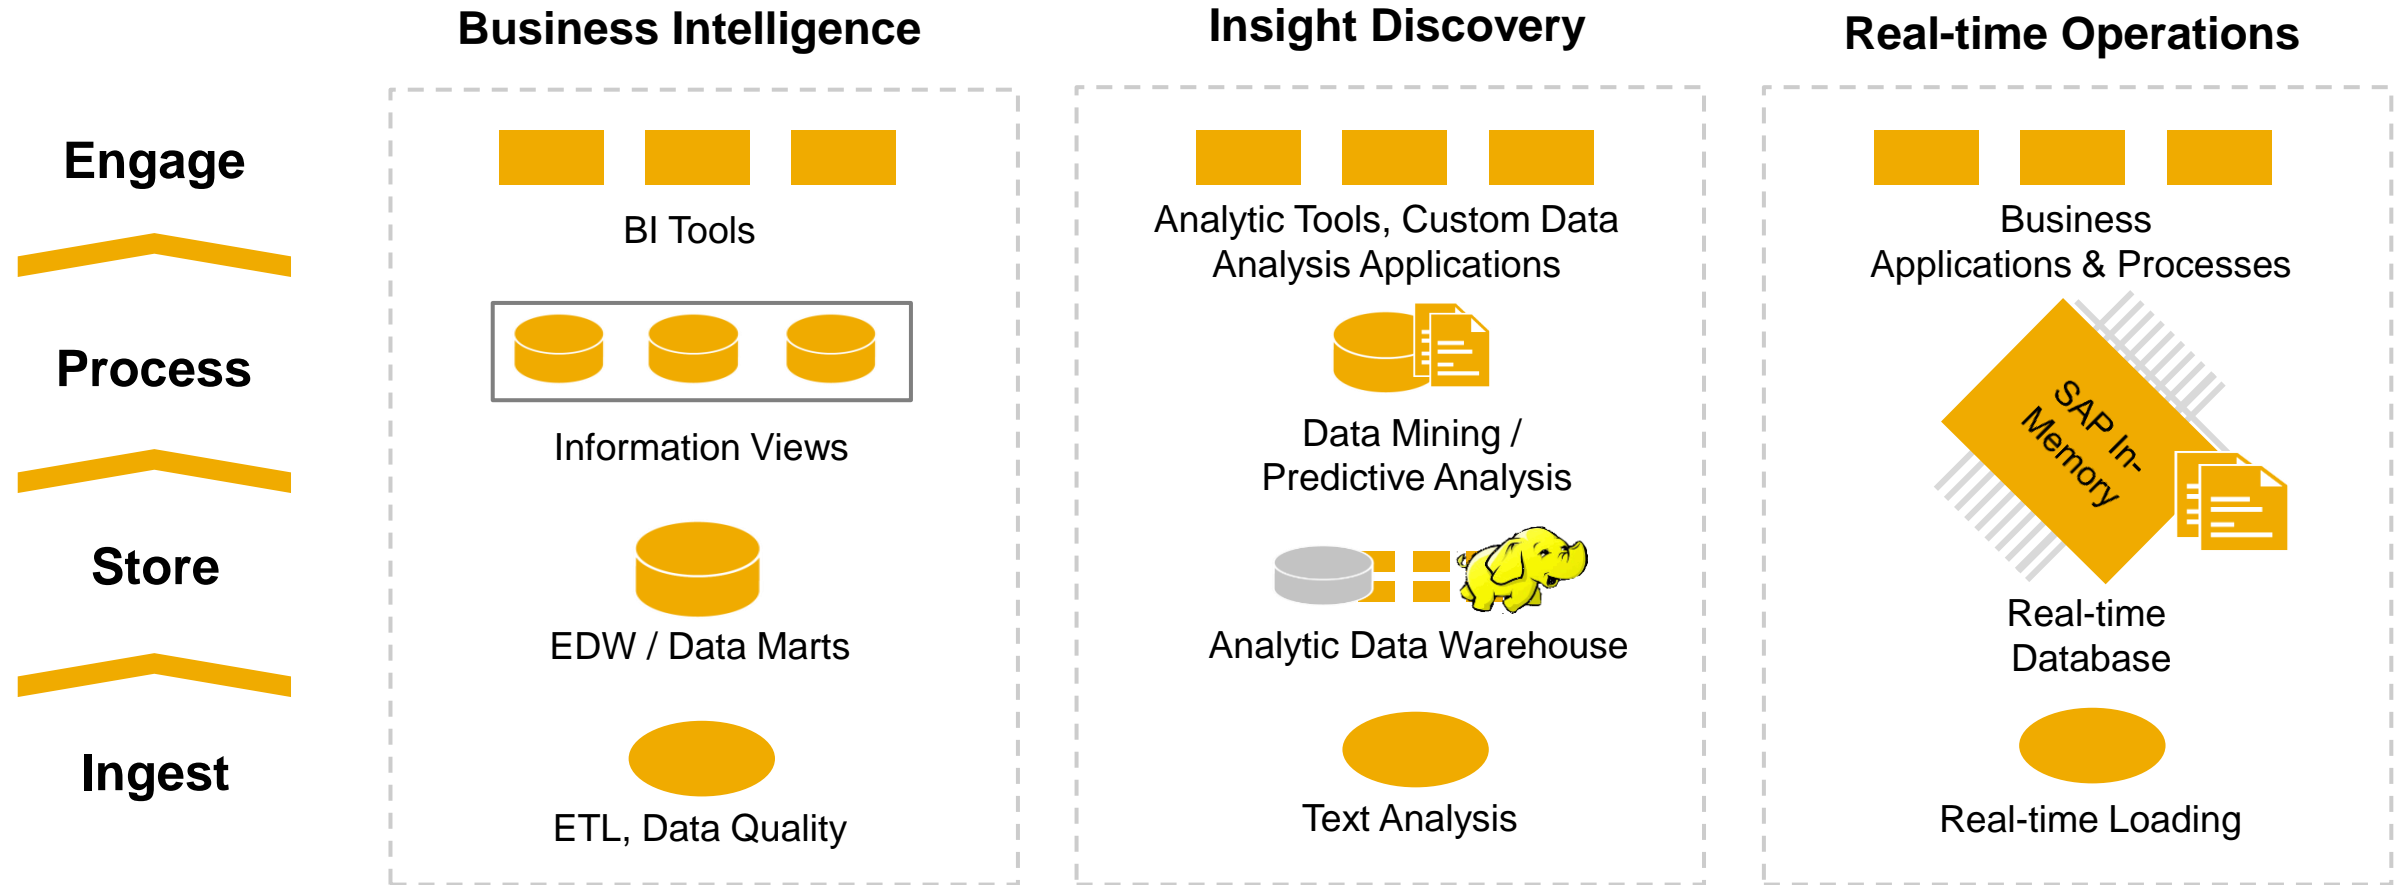 Business Intelligence
Insight Discovery
Real-time Operations
Engage
BI Tools
Analytic Tools, Custom Data
Analysis Applications
Business
Applications & Processes
Process
Information Views
Data Mining /
Predictive Analysis
SAP In-
Memory
Store
EDW / Data Marts
Analytic Data Warehouse
Real-time
Database
Ingest
ETL, Data Quality
Text Analysis
Real-time Loading